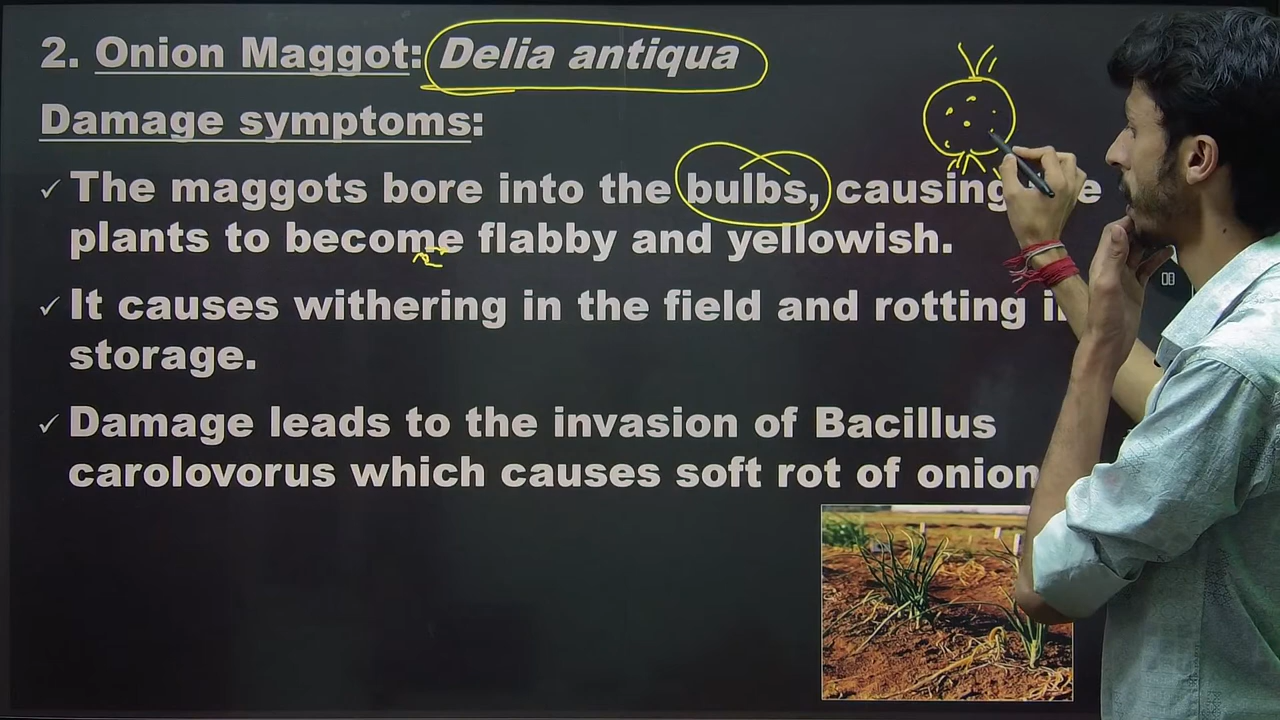 2. Onion Maggot: Delia antiqua
Damage symptoms:
✓ The maggots bore into the bulbs, causing
plants to become flabby and yellowish.
✓ It causes withering in the field and rotting
storage.
✓ Damage leads to the invasion of Bacillus
carolovorus which causes soft rot of onion